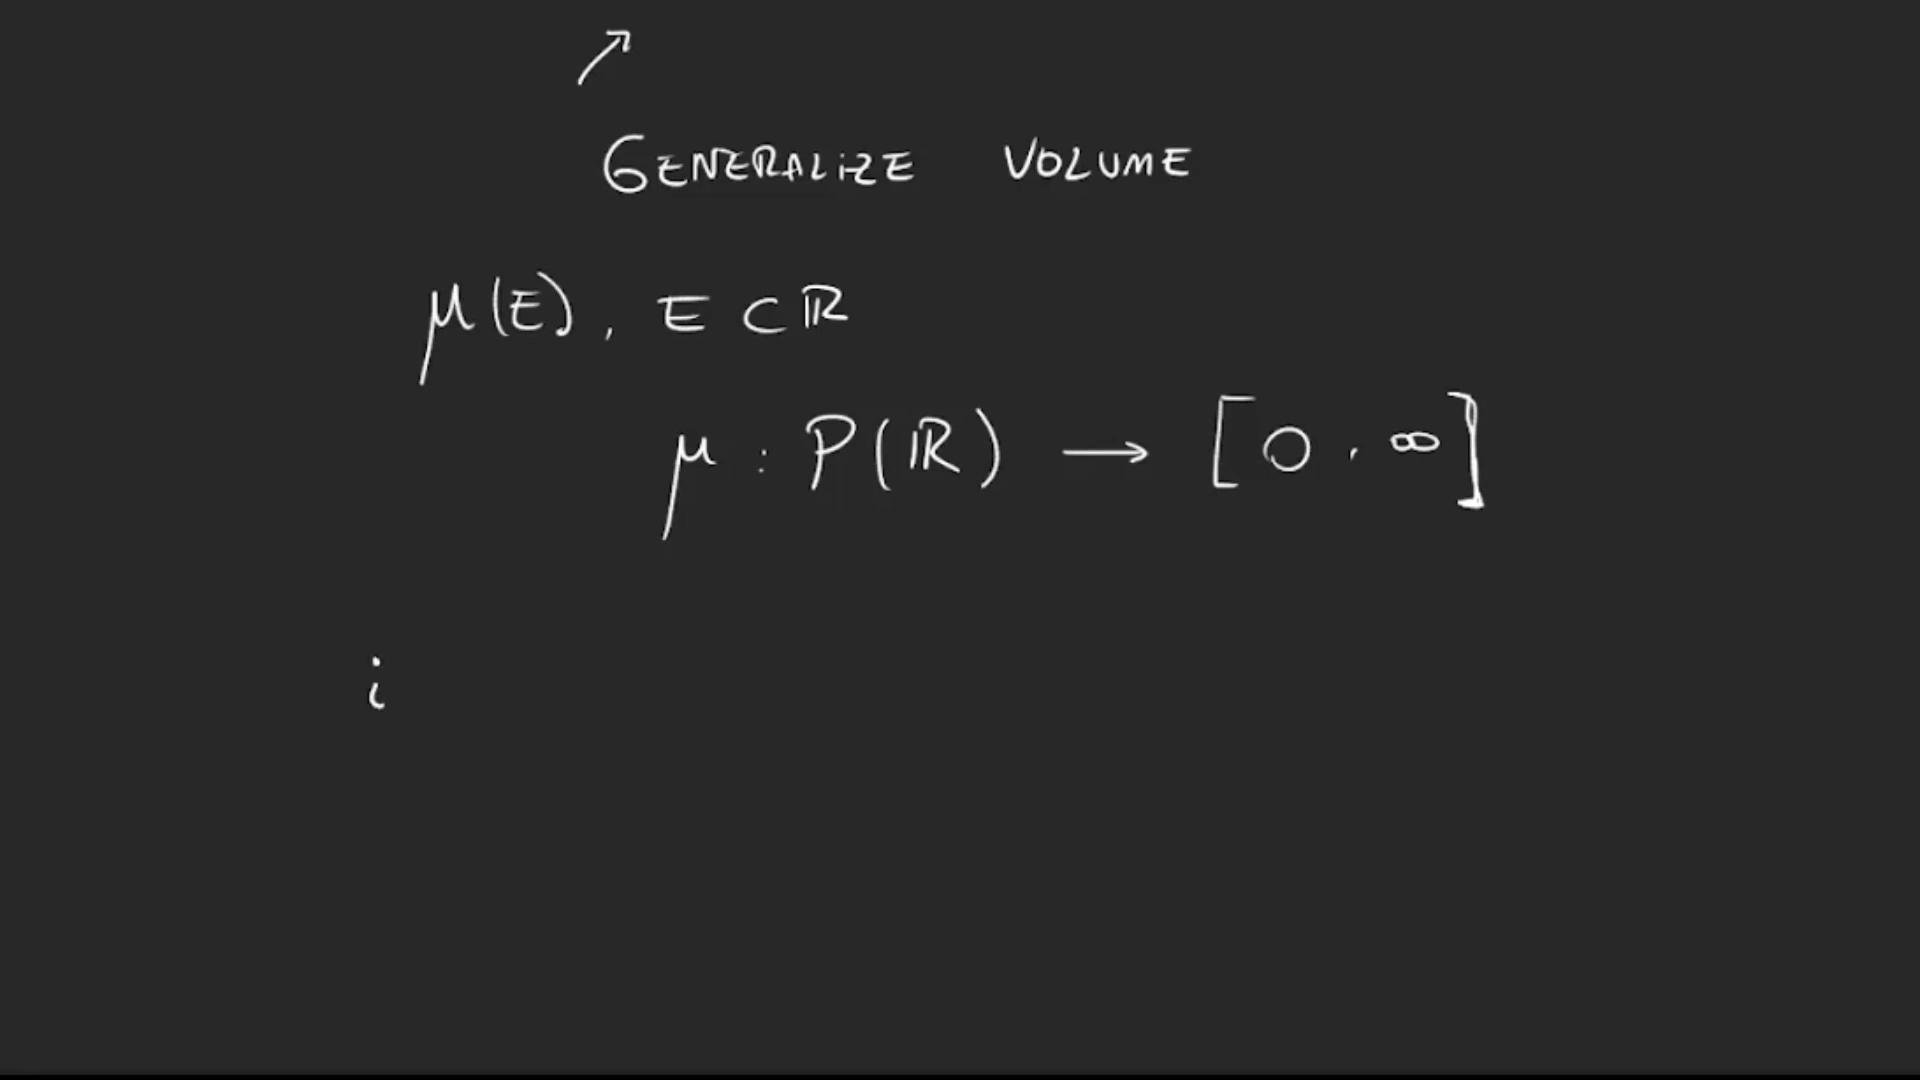 GENERALIZE VOLUME
μ(E), E ⊂ ℝ
μ : P(ℝ) → [0, ∞]
i